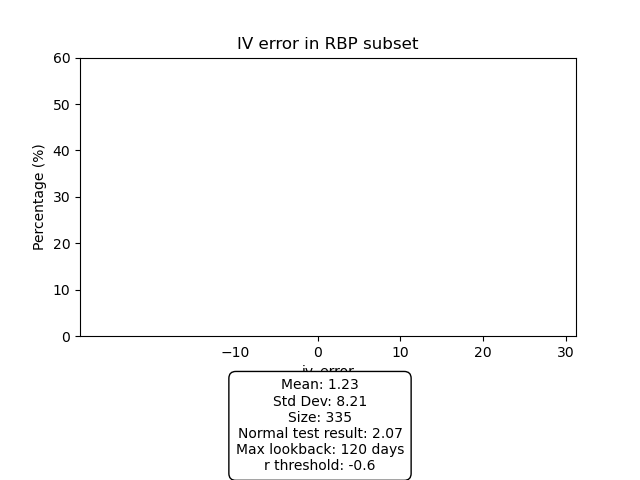 IV error in RBP subset
60
50
40
30
20
10
0
Percentage (%)
−10 0 10 20 30
iv_error
Mean: 1.23
Std Dev: 8.21
Size: 335
Normal test result: 2.07
Max lookback: 120 days
r threshold: -0.6